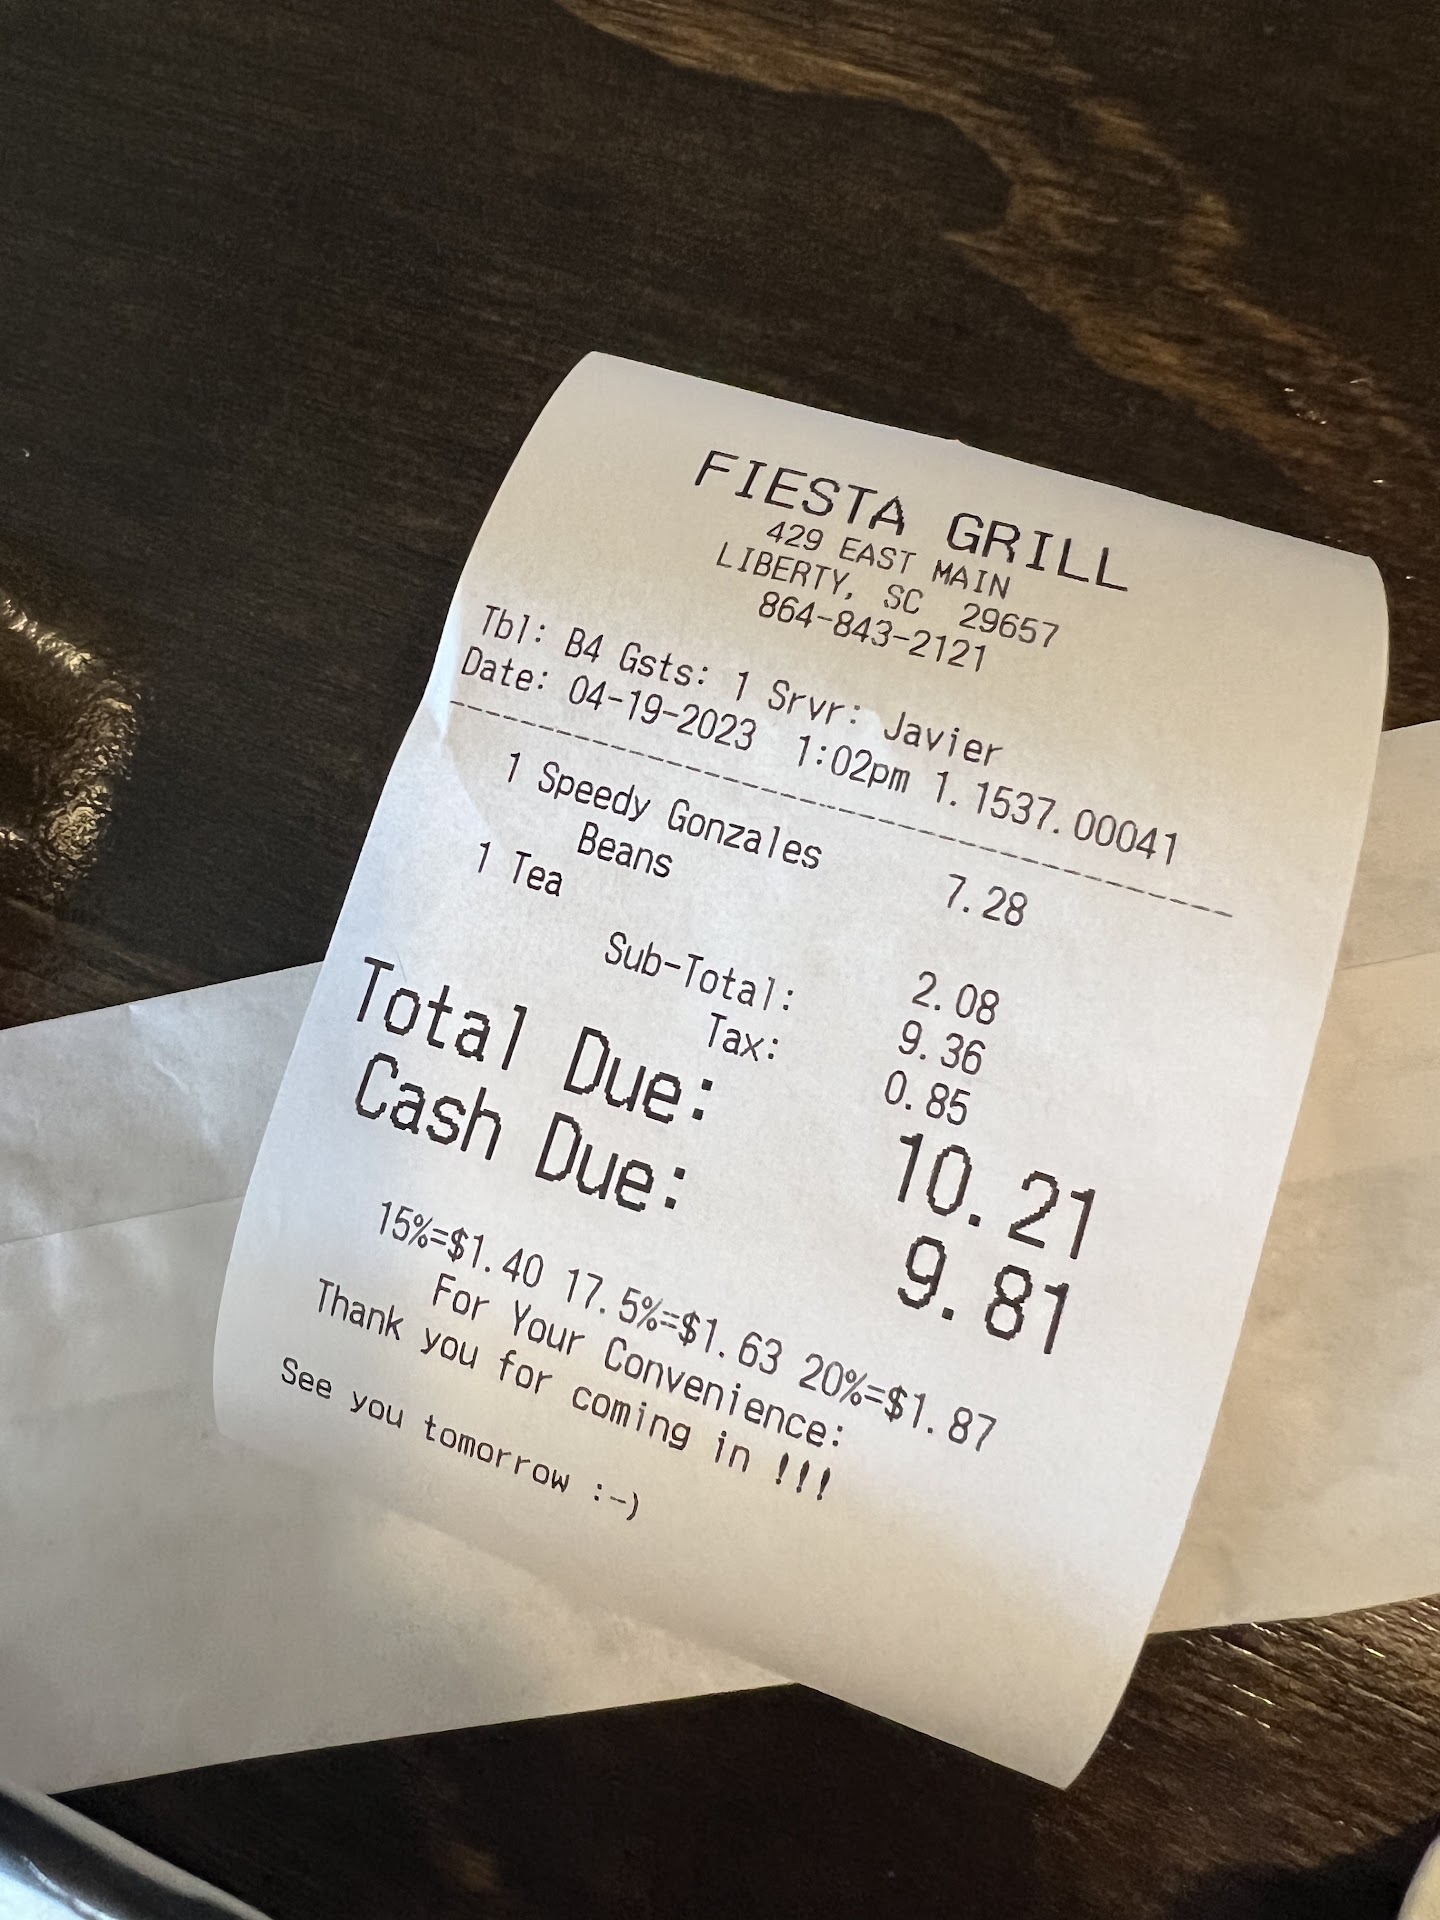 FIESTA GRILL
429 EAST MAIN
LIBERTY, SC 29657
864-843-2121
Tbl: B4 Gsts: 1 Srvr: Javier
Date: 04-19-2023 1:02pm 1.1537.00041
1 Speedy Gonzales 7.28
Beans
1 Tea 2.08
Sub-Total: 9.36
Tax: 0.85
Total Due: 10.21
Cash Due: 9.81
15%=$1.40 17.5%=$1.63 20%=$1.87
For Your Convenience:
Thank you for coming in !!!
See you tomorrow :-)